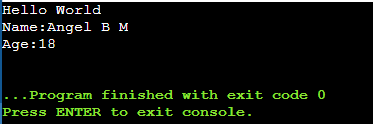 Hello World
Name:Angel B M
Age:18
...Program finished with exit code 0
Press ENTER to exit console.